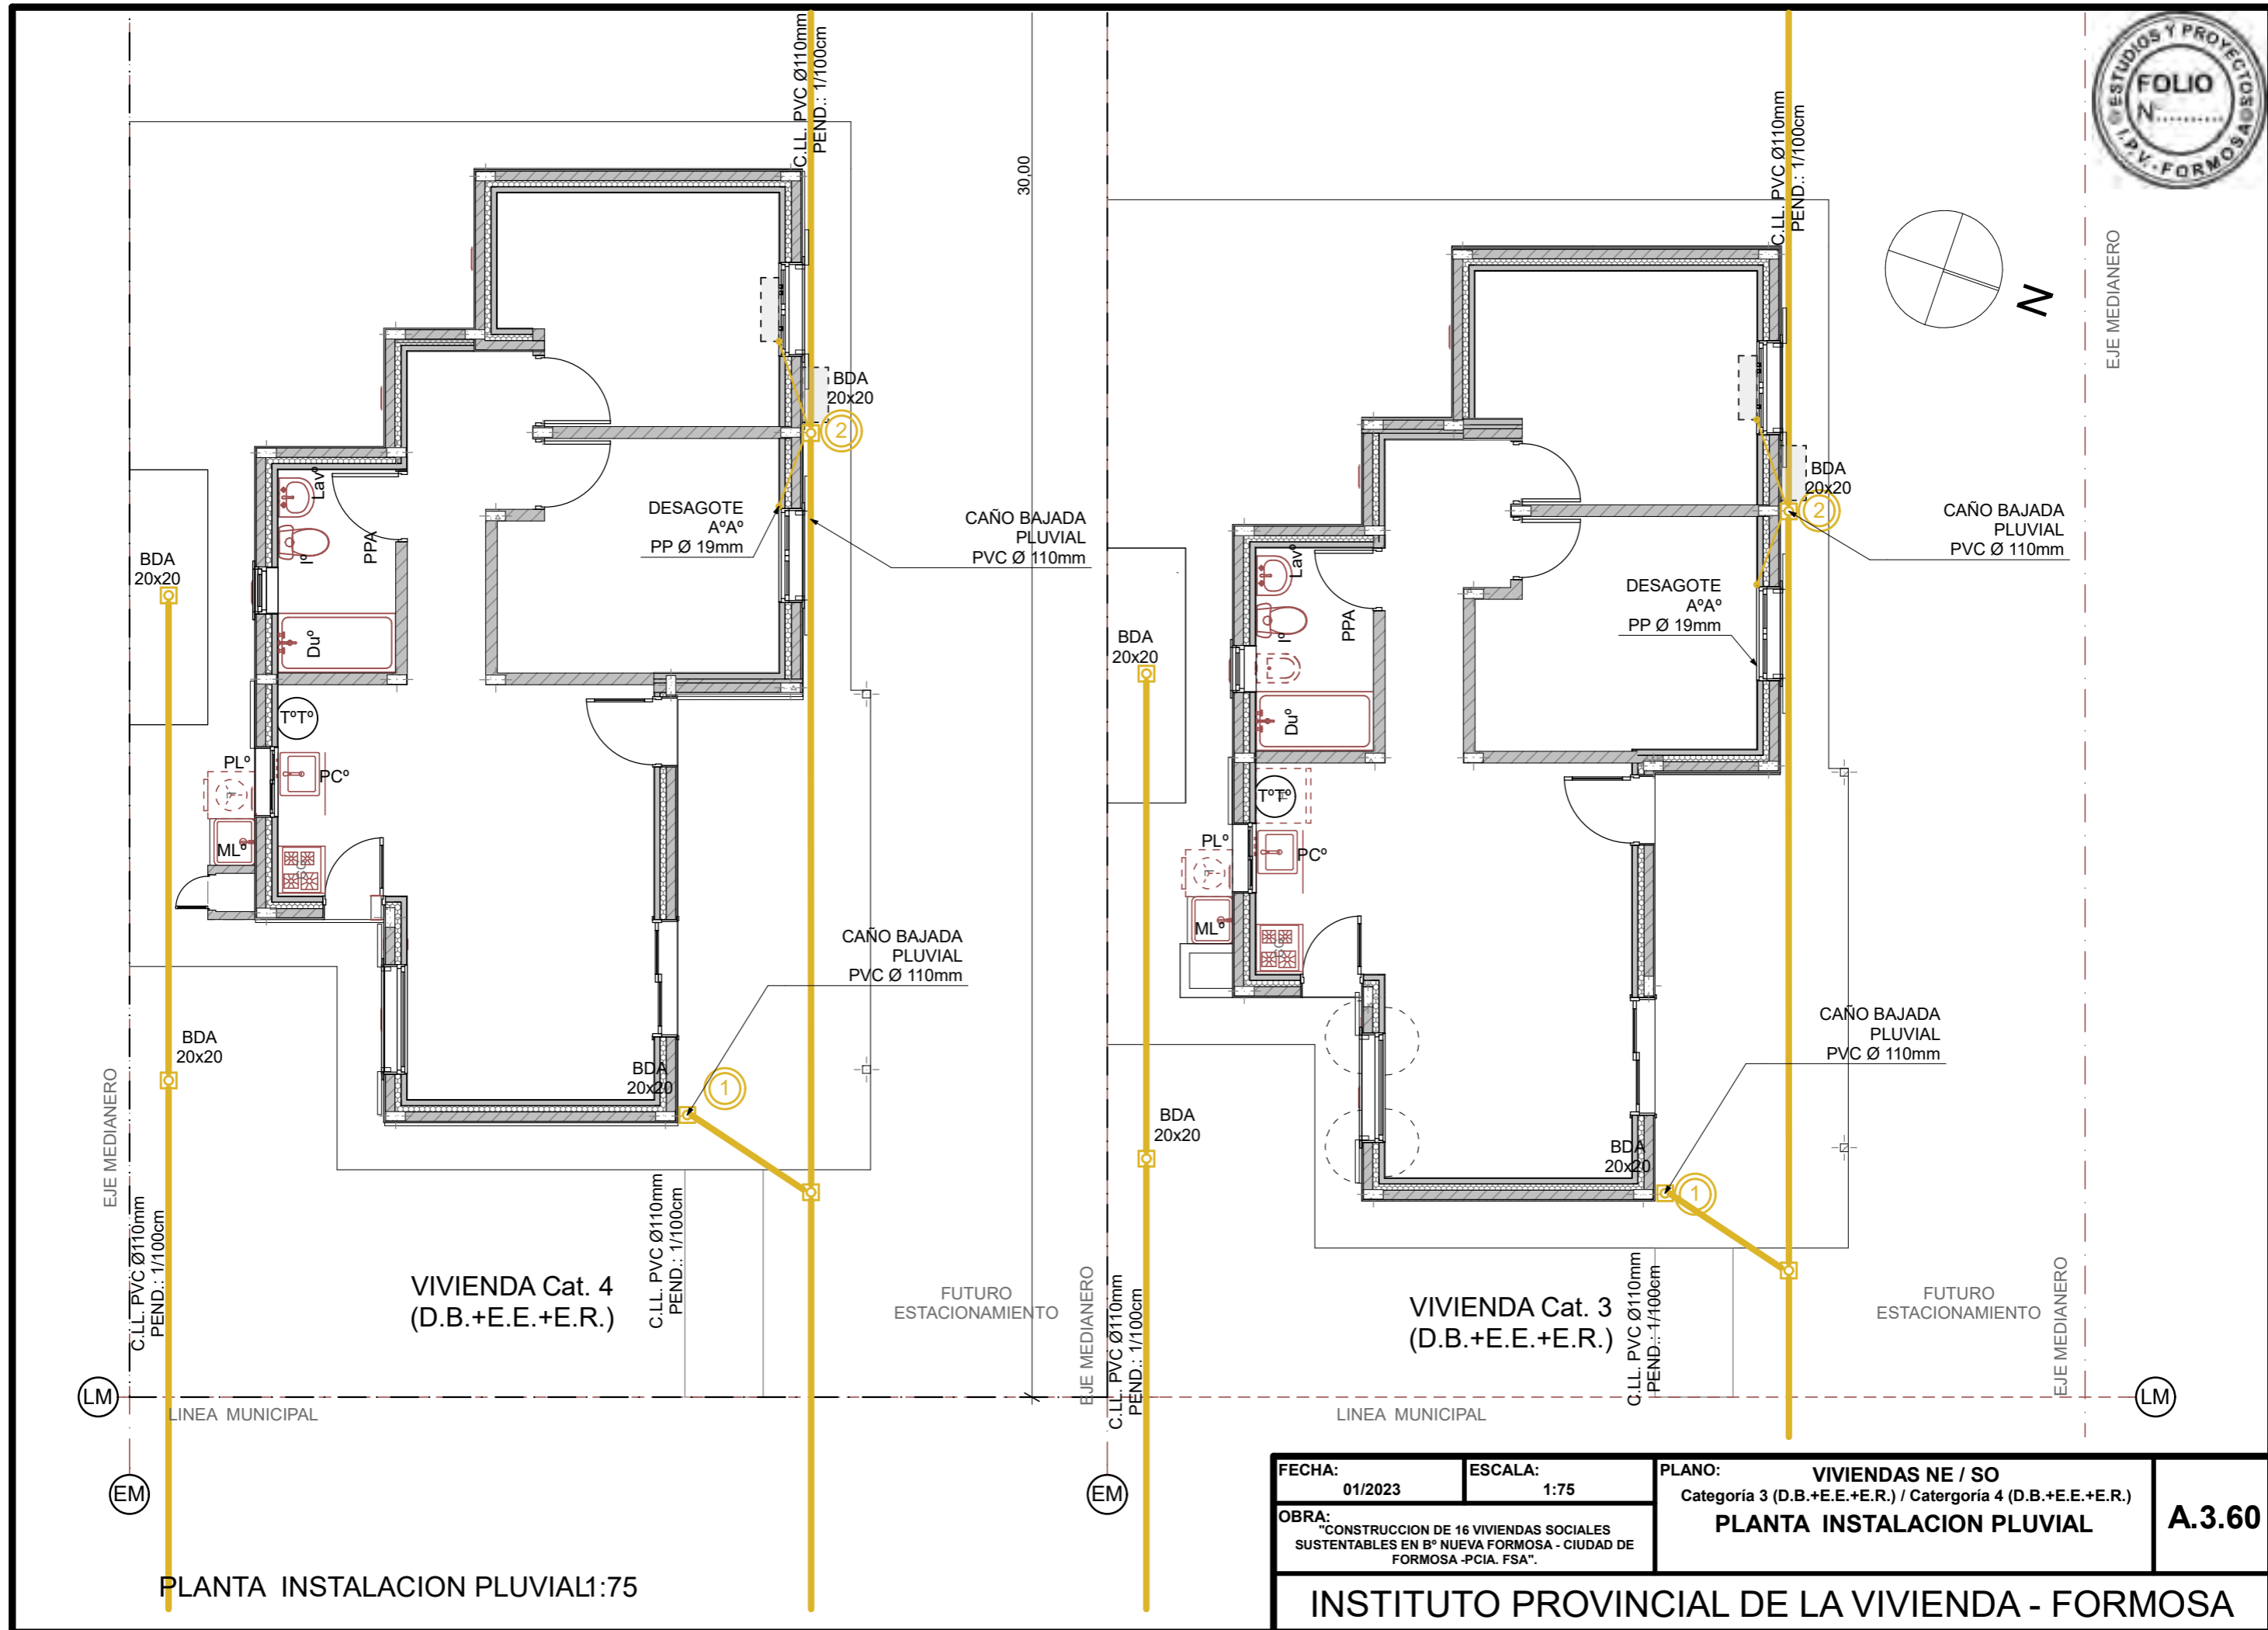 C.LL. PVC Ø110mm
PEND.: 1/100cm
30,00
C.LL. PVC Ø110mm
PEND.: 1/100cm
ESTUDIOS Y PROYECTOS
FOLIO
N..........
I.P.V. - FORMOSA
N
EJE MEDIANERO
BDA
20x20
2
DESAGOTE
AºAº
PP Ø 19mm
CAÑO BAJADA
PLUVIAL
PVC Ø 110mm
BDA
20x20
Lavº
Iº
PPA
Duº
TºTº
PLº
PCº
MLº
CAÑO BAJADA
PLUVIAL
PVC Ø 110mm
BDA
20x20
BDA
20x20
1
EJE MEDIANERO
C.LL. PVC Ø110mm
PEND.: 1/100cm
C.LL. PVC Ø110mm
PEND.: 1/100cm
VIVIENDA Cat. 4
(D.B.+E.E.+E.R.)
FUTURO
ESTACIONAMIENTO
BDA
20x20
2
CAÑO BAJADA
PLUVIAL
PVC Ø 110mm
DESAGOTE
AºAº
PP Ø 19mm
BDA
20x20
Lavº
Iº
PPA
Duº
TºTº
PLº
PCº
MLº
CAÑO BAJADA
PLUVIAL
PVC Ø 110mm
BDA
20x20
BDA
20x20
1
EJE MEDIANERO
C.LL. PVC Ø110mm
PEND.: 1/100cm
C.LL. PVC Ø110mm
PEND.: 1/100cm
VIVIENDA Cat. 3
(D.B.+E.E.+E.R.)
FUTURO
ESTACIONAMIENTO
EJE MEDIANERO
LM
LINEA MUNICIPAL
LINEA MUNICIPAL
LM
EM
EM
PLANTA INSTALACION PLUVIAL1:75
FECHA:
01/2023
ESCALA:
1:75
PLANO:
VIVIENDAS NE / SO
Categoría 3 (D.B.+E.E.+E.R.) / Catergoría 4 (D.B.+E.E.+E.R.)
PLANTA INSTALACION PLUVIAL
A.3.60
OBRA:
"CONSTRUCCION DE 16 VIVIENDAS SOCIALES
SUSTENTABLES EN Bº NUEVA FORMOSA - CIUDAD DE
FORMOSA -PCIA. FSA".
INSTITUTO PROVINCIAL DE LA VIVIENDA - FORMOSA